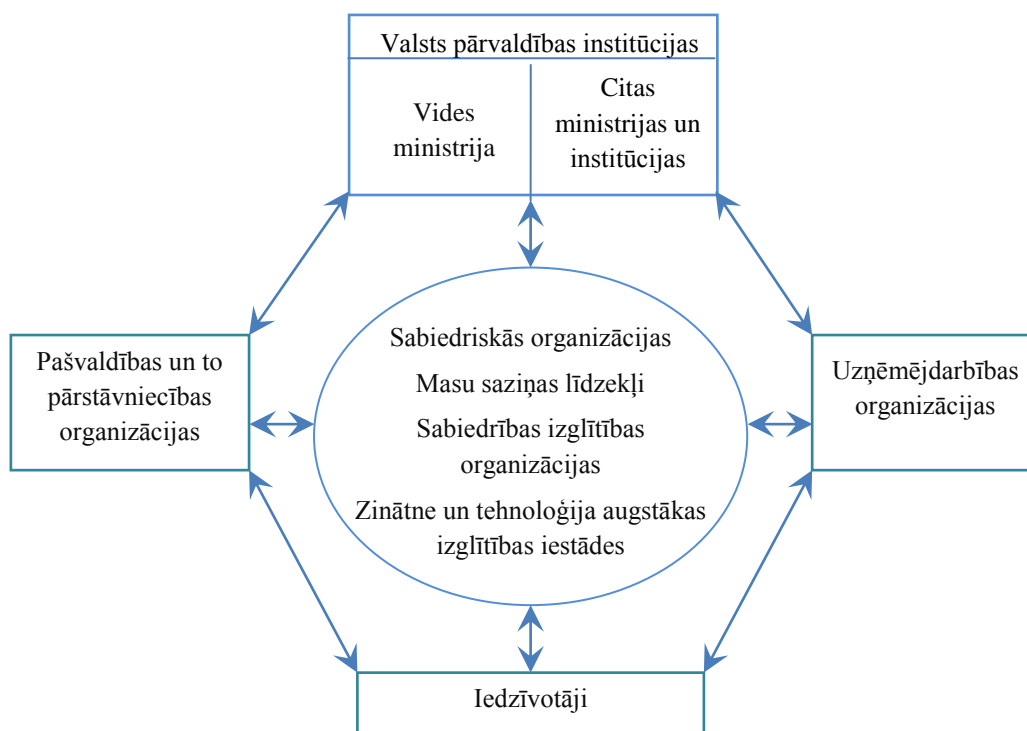 Valsts pārvaldības institūcijas
Vides
ministrija
Citas
ministrijas un
institūcijas
Pašvaldības un to
pārstāvniecības
organizācijas
Sabiedriskās organizācijas
Masu saziņas līdzekļi
Sabiedrības izglītības
organizācijas
Zinātne un tehnoloģija augstākas
izglītības iestādes
Uzņēmējdarbības
organizācijas
Iedzīvotāji